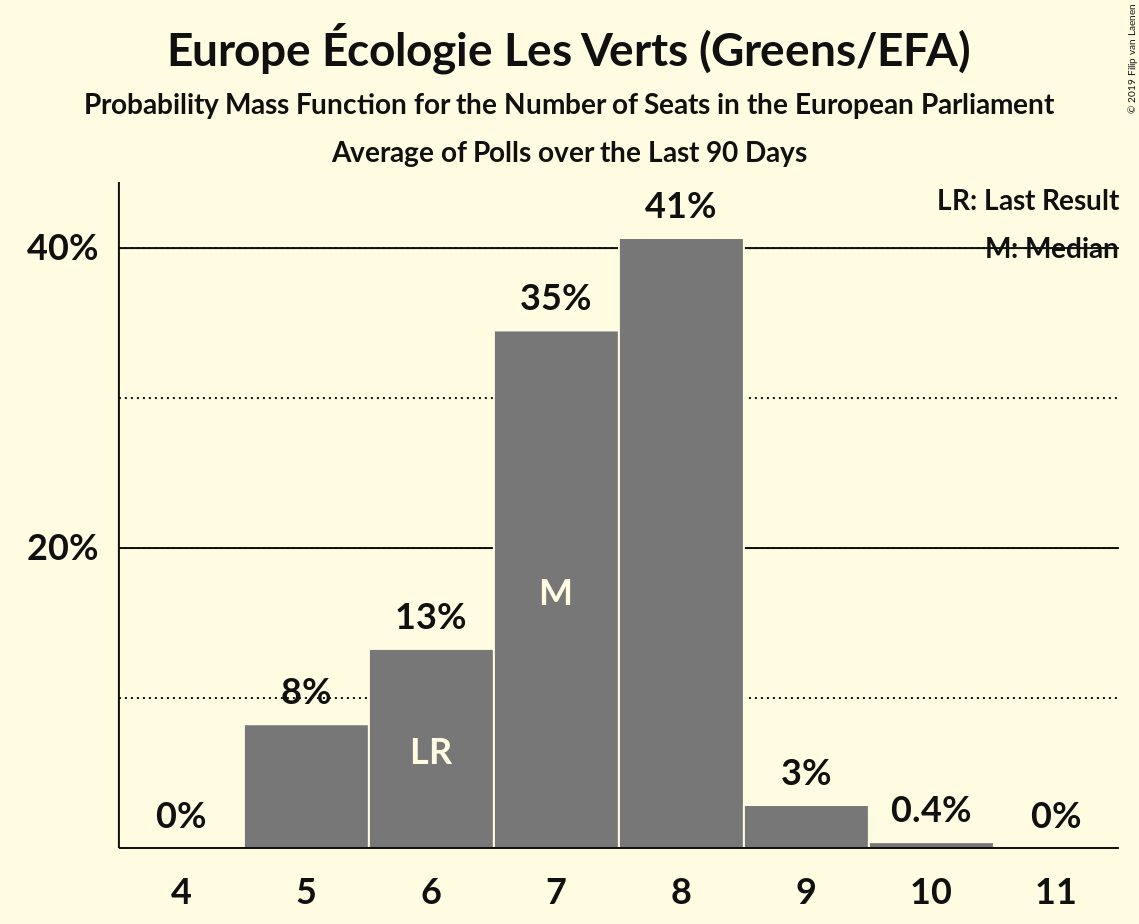 Europe Écologie Les Verts (Greens/EFA)
Probability Mass Function for the Number of Seats in the European Parliament
Average of Polls over the Last 90 Days
© 2019 Filip van Laenen
LR: Last Result
M: Median
40%
20%
0%
8%
13%
35%
41%
3%
0.4%
0%
LR
M
4 5 6 7 8 9 10 11